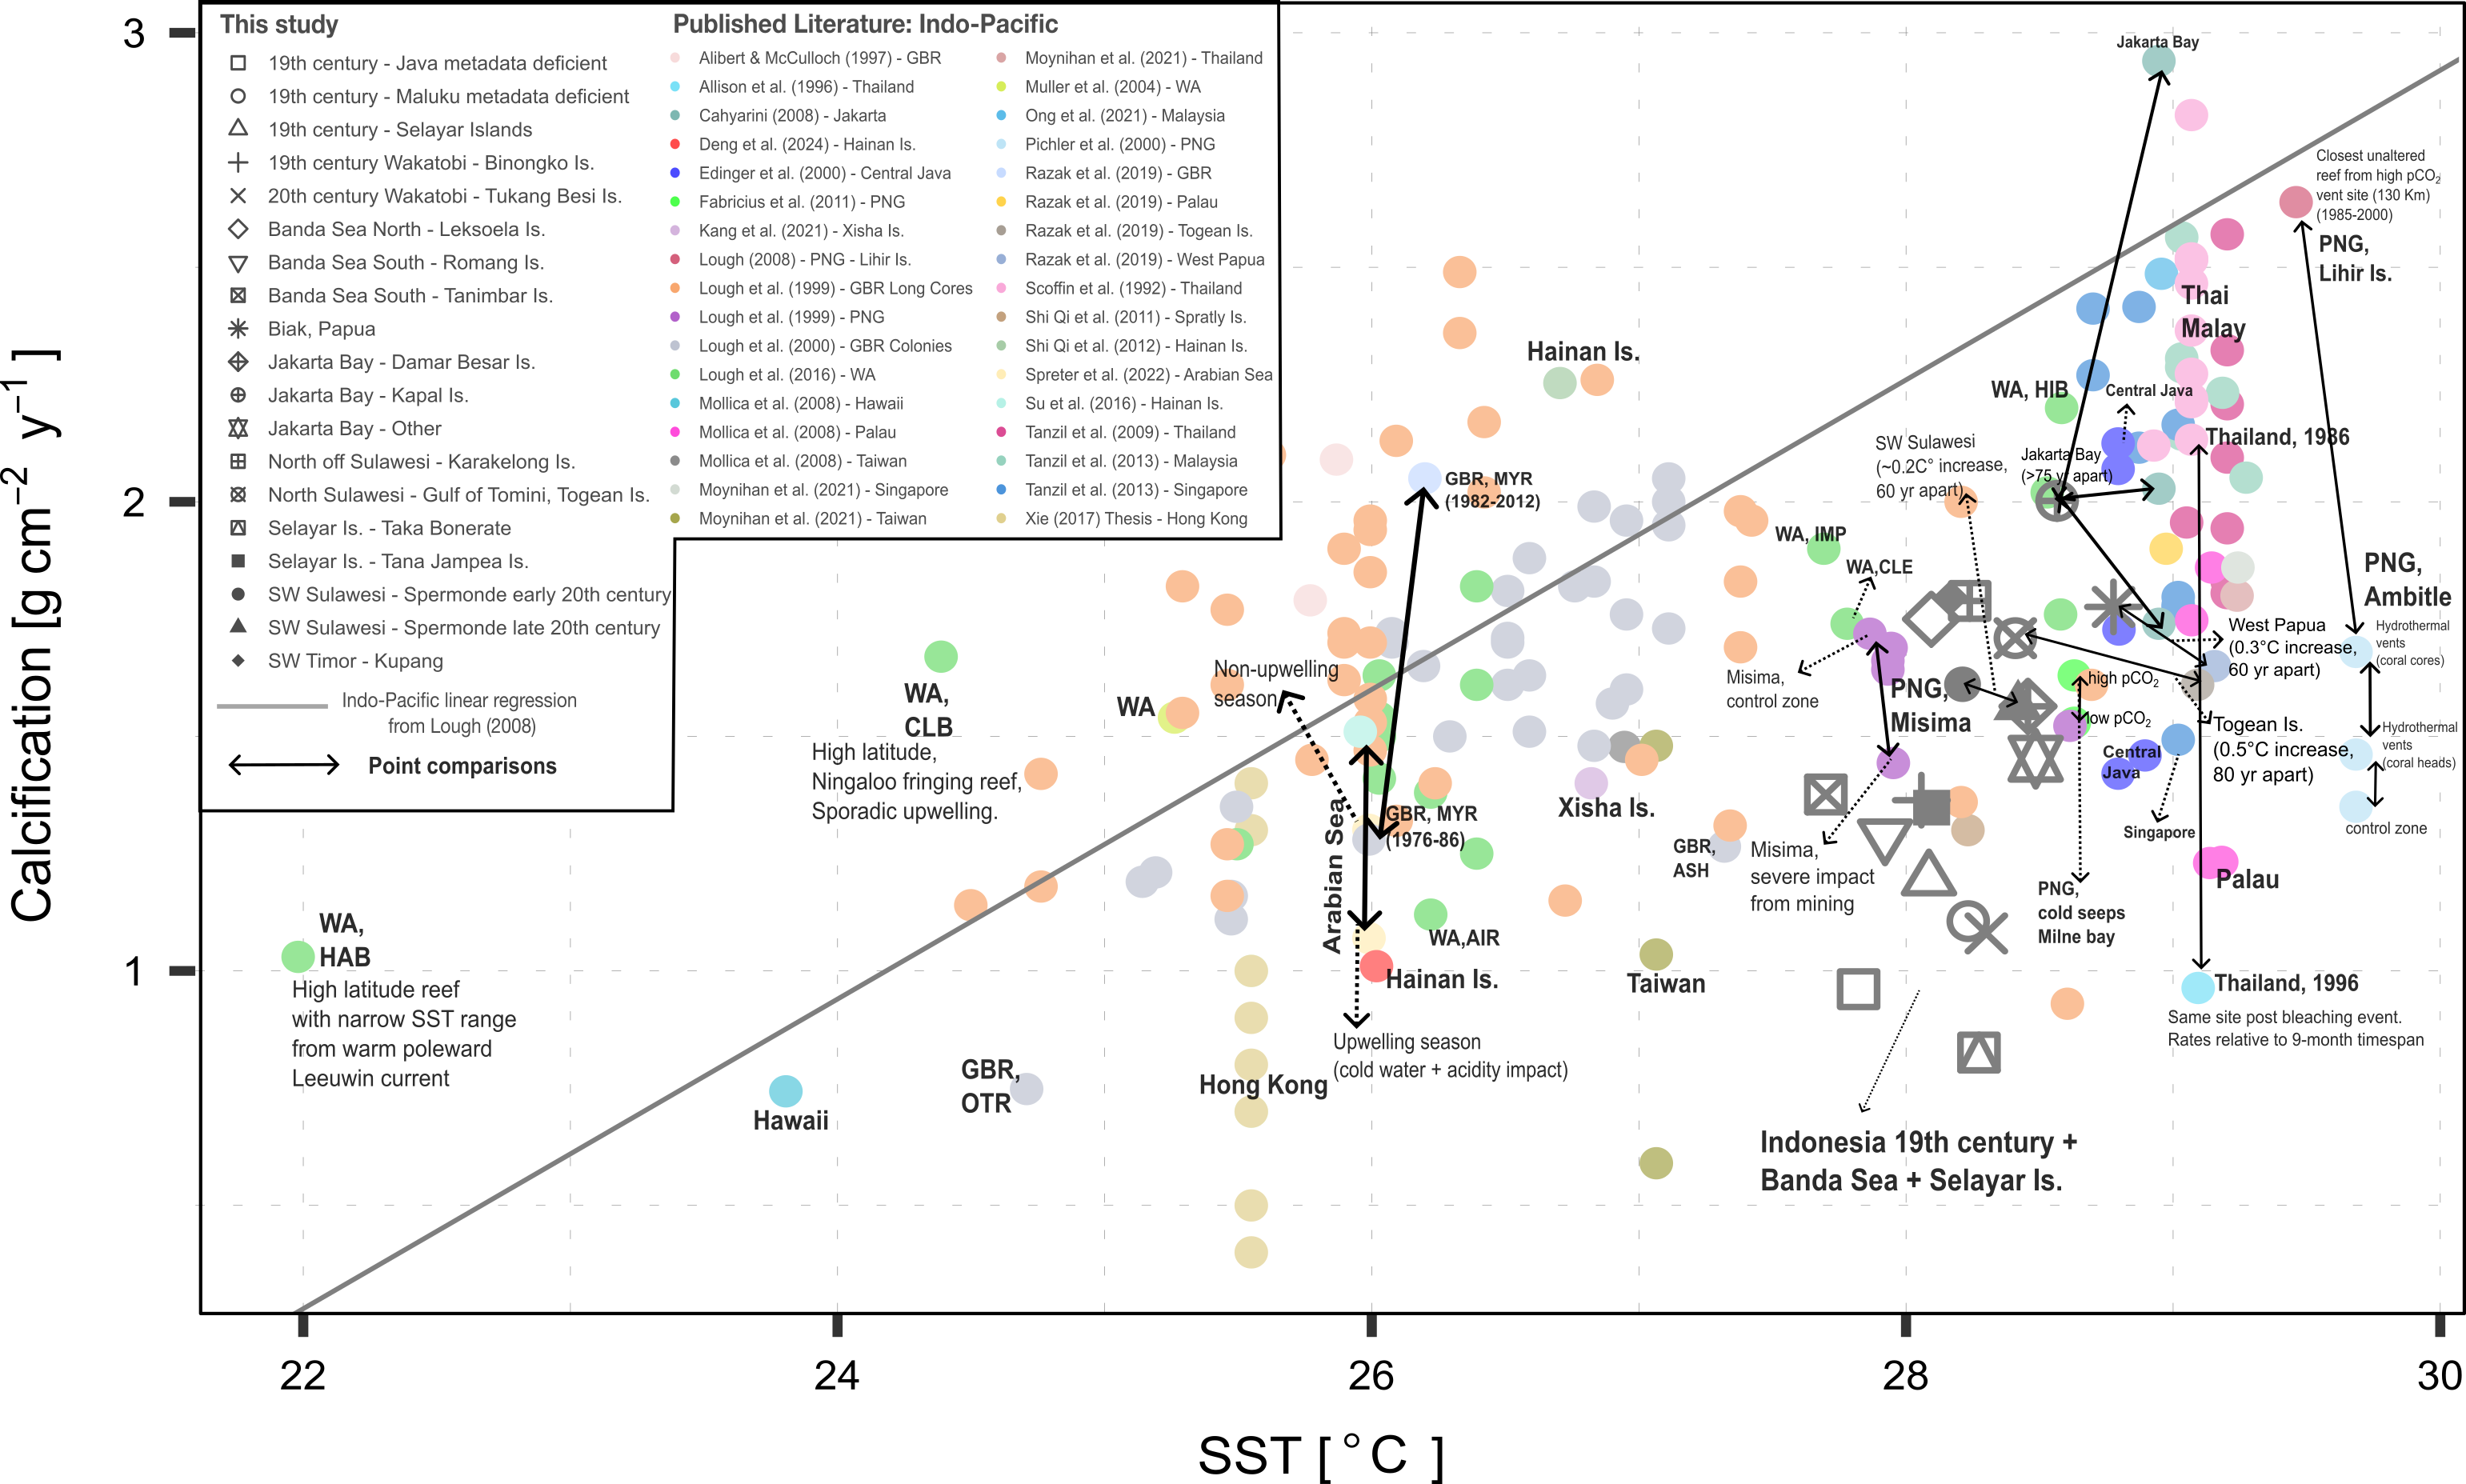 This study
19th century - Java metadata deficient
19th century - Maluku metadata deficient
19th century - Selayar Islands
19th century Wakatobi - Binongko Is.
20th century Wakatobi - Tukang Besi Is.
Banda Sea North - Leksoela Is.
Banda Sea South - Romang Is.
Banda Sea South - Tanimbar Is.
Biak, Papua
Jakarta Bay - Damar Besar Is.
Jakarta Bay - Kapal Is.
Jakarta Bay - Other
North off Sulawesi - Karakelong Is.
North Sulawesi - Gulf of Tomini, Togean Is.
Selayar Is. - Taka Bonerate
Selayar Is. - Tana Jampea Is.
SW Sulawesi - Spermonde early 20th century
SW Sulawesi - Spermonde late 20th century
SW Timor - Kupang
Indo-Pacific linear regression
from Lough (2008)
Point comparisons
Published Literature: Indo-Pacific
Alibert & McCulloch (1997) - GBR
Allison et al. (1996) - Thailand
Cahyarini (2008) - Jakarta
Deng et al. (2024) - Hainan Is.
Edinger et al. (2000) - Central Java
Fabricius et al. (2011) - PNG
Kang et al. (2021) - Xisha Is.
Lough (2008) - PNG - Lihir Is.
Lough et al. (1999) - GBR Long Cores
Lough et al. (1999) - PNG
Lough et al. (2000) - GBR Colonies
Lough et al. (2016) - WA
Mollica et al. (2008) - Hawaii
Mollica et al. (2008) - Palau
Mollica et al. (2008) - Taiwan
Moynihan et al. (2021) - Singapore
Moynihan et al. (2021) - Taiwan
Moynihan et al. (2021) - Thailand
Muller et al. (2004) - WA
Ong et al. (2021) - Malaysia
Pichler et al. (2000) - PNG
Razak et al. (2019) - GBR
Razak et al. (2019) - Palau
Razak et al. (2019) - Togean Is.
Razak et al. (2019) - West Papua
Scoffin et al. (1992) - Thailand
Shi Qi et al. (2011) - Spratly Is.
Shi Qi et al. (2012) - Hainan Is.
Spreter et al. (2022) - Arabian Sea
Su et al. (2016) - Hainan Is.
Tanzil et al. (2009) - Thailand
Tanzil et al. (2013) - Malaysia
Tanzil et al. (2013) - Singapore
Xie (2017) Thesis - Hong Kong
3
2
1
Calcification [g cm⁻² y⁻¹ ]
22
24
26
28
30
SST [ °C ]
Jakarta Bay
Closest unaltered
reef from high pCO₂
vent site (130 Km)
(1985-2000)
PNG,
Lihir Is.
Thai
Malay
Hainan Is.
WA, HIB
Central Java
SW Sulawesi
(~0.2C° increase,
60 yr apart)
Jakarta Bay
(>75 yr apart)
Thailand, 1986
GBR, MYR
(1982-2012)
WA, IMP
WA,CLE
PNG,
Ambitle
Hydrothermal
vents
(coral cores)
West Papua
(0.3°C increase,
60 yr apart)
Misima,
control zone
PNG,
Misima
high pCO₂
low pCO₂
Togean Is.
(0.5°C increase,
80 yr apart)
Hydrothermal
vents
(coral heads)
control zone
Central
Java
Singapore
Non-upwelling
season
WA
WA,
CLB
High latitude,
Ningaloo fringing reef,
Sporadic upwelling.
Arabian Sea
GBR, MYR
(1976-86)
Xisha Is.
GBR,
ASH
Misima,
severe impact
from mining
PNG,
cold seeps
Milne bay
Palau
WA,
HAB
High latitude reef
with narrow SST range
from warm poleward
Leeuwin current
WA,AIR
Hainan Is.
Taiwan
Thailand, 1996
Same site post bleaching event.
Rates relative to 9-month timespan
Upwelling season
(cold water + acidity impact)
Hong Kong
GBR,
OTR
Hawaii
Indonesia 19th century +
Banda Sea + Selayar Is.